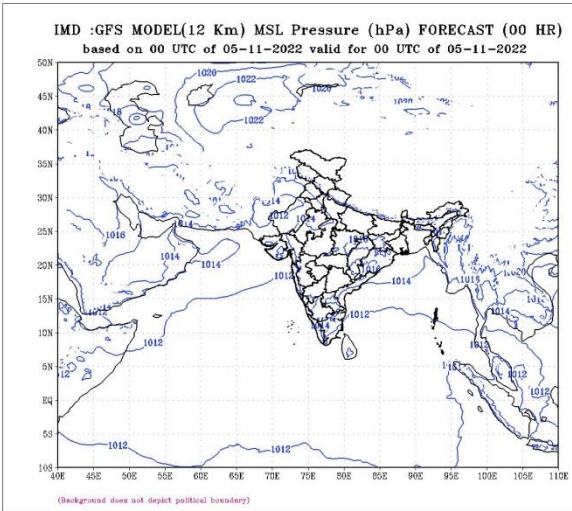 IMD :GFS MODEL(12 Km) MSL Pressure (hPa) FORECAST (00 HR)
based on 00 UTC of 05-11-2022 valid for 00 UTC of 05-11-2022
50N
45N
40N
35N
30N
25N
20N
15N
10N
5N
EQ
5S
10S
1020
1022
1020
1022
1012
1014
1016
1014
1014
1014
1012
1014
1012
1012
1012
1012
1014
1012
1012
1012
1012
1012
40E 45E 50E 55E 60E 65E 70E 75E 80E 85E 90E 95E 100E 105E 110E
(Background does not depict political boundary)